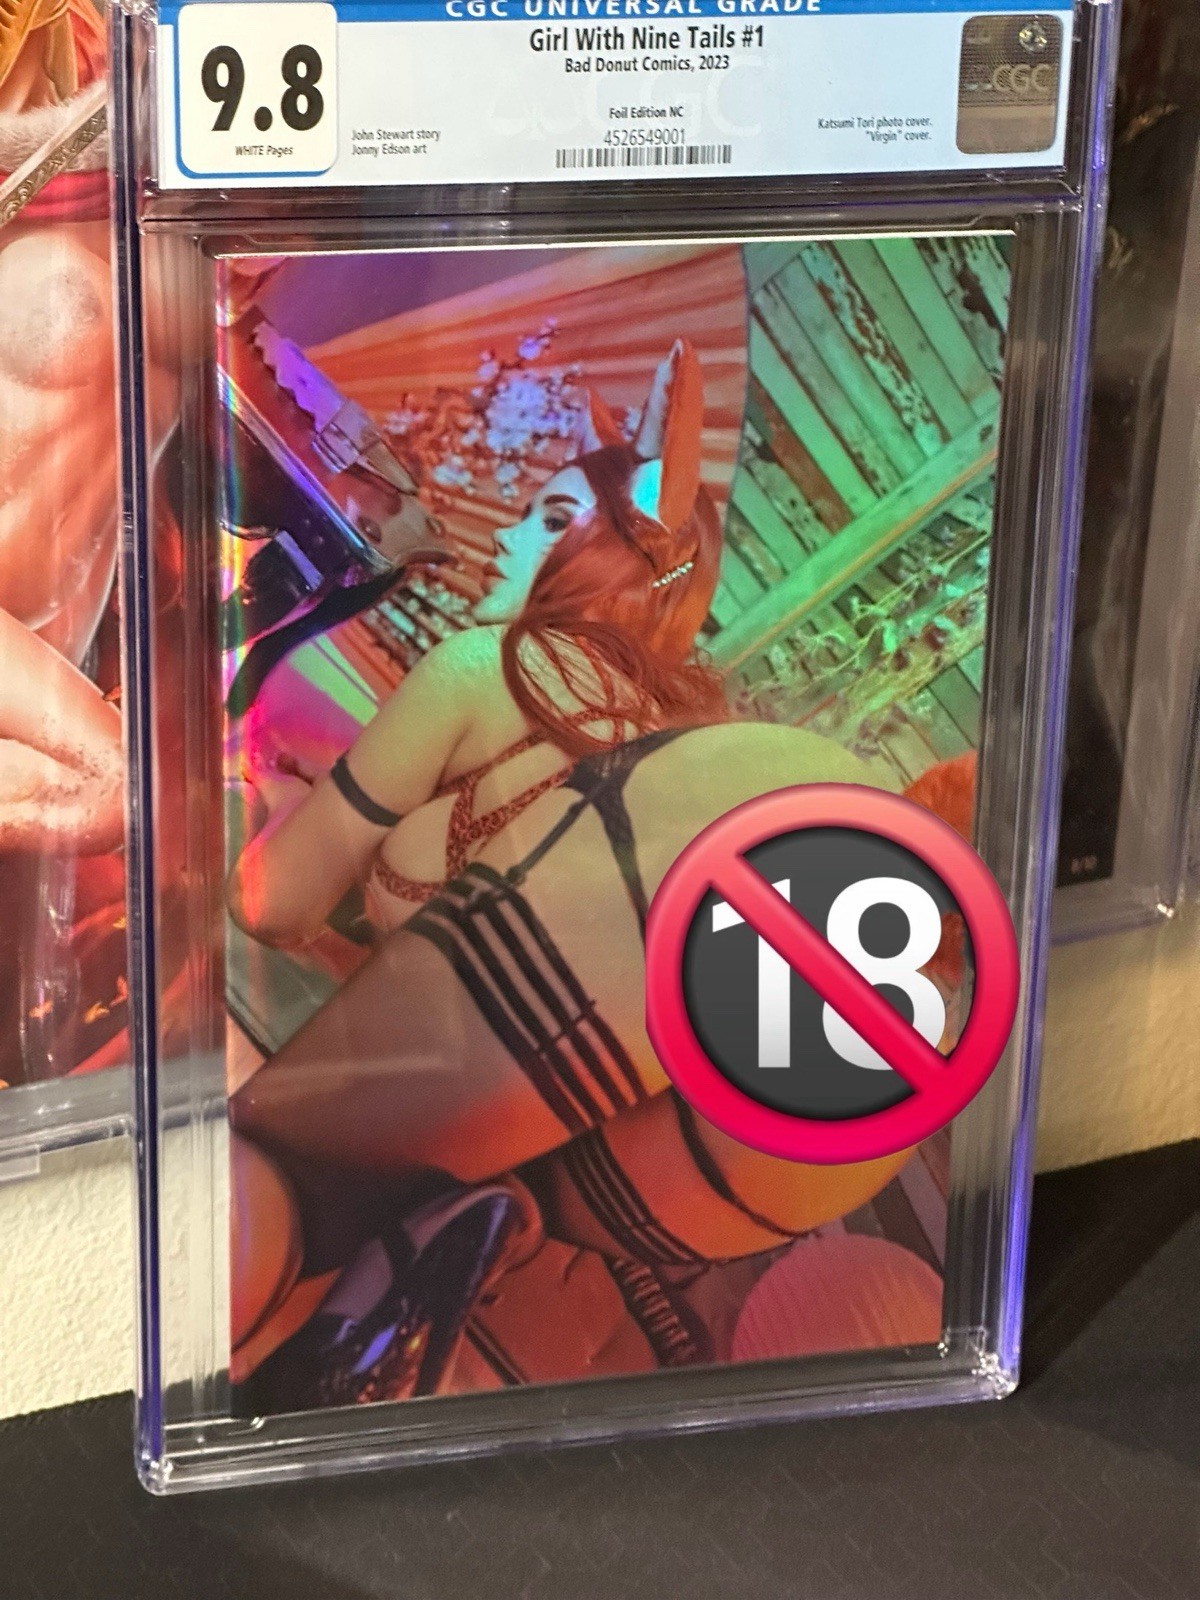 CGC UNIVERSAL GRADE
9.8
WHITE Pages
Girl With Nine Tails #1
Bad Donut Comics, 2023
Foil Edition NC
4526549001
John Stewart story
Jonny Edson art
Katsumi Tori photo cover.
"Virgin" cover.
CGC
18